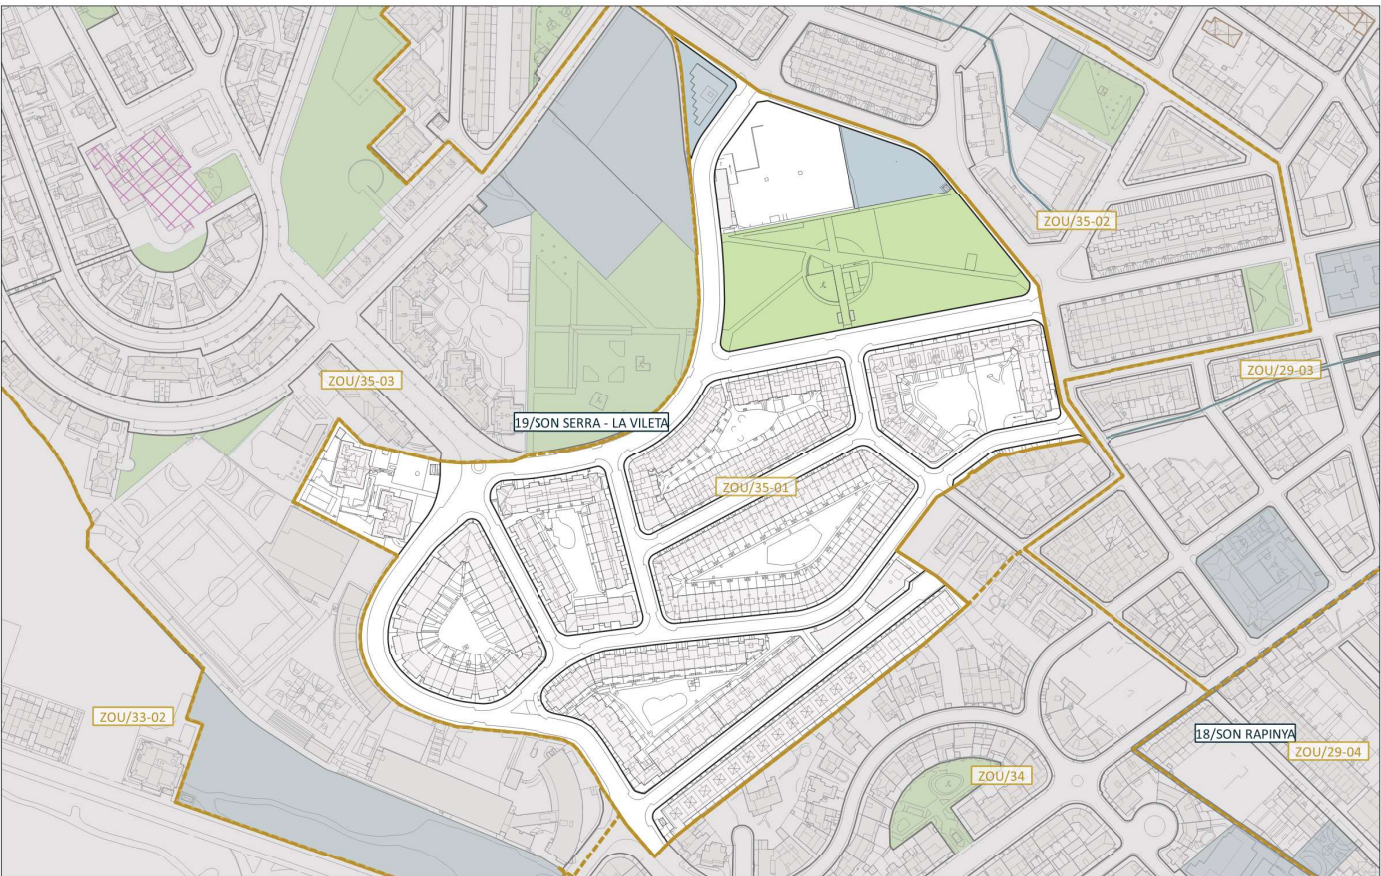 ZOU/35-02
ZOU/29-03
ZOU/35-03
19/SON SERRA - LA VILETA
ZOU/35-01
ZOU/33-02
18/SON RAPINYA
ZOU/29-04
ZOU/34